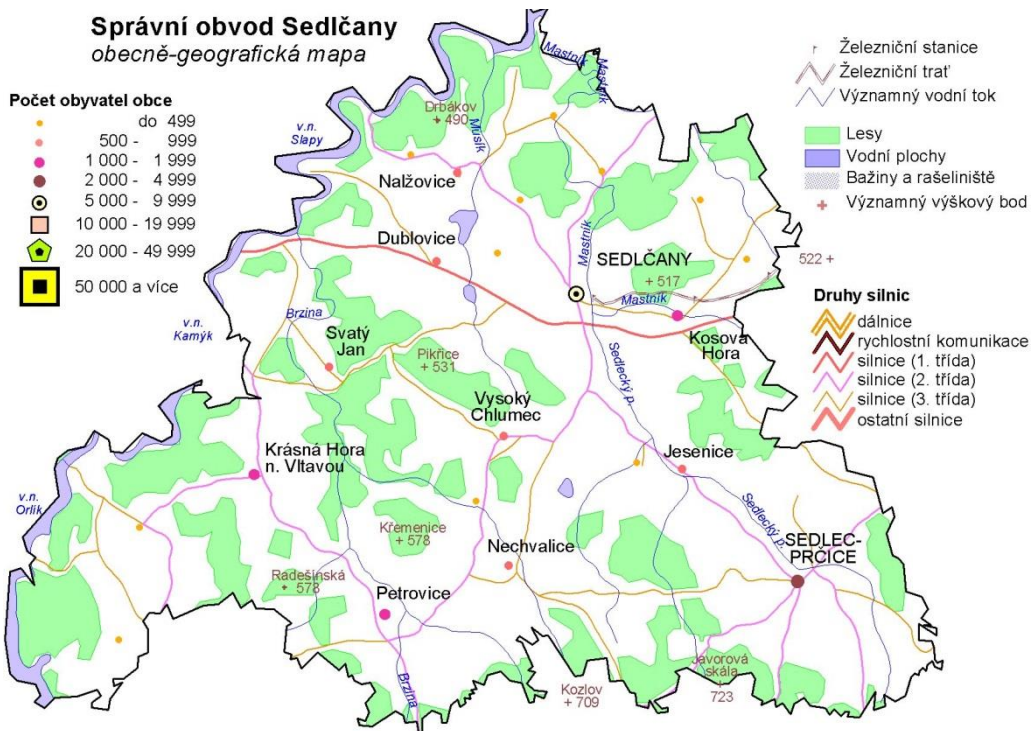 Správní obvod Sedlčany
obecně-geografická mapa
Počet obyvatel obce
do 499
500 - 999
1 000 - 1 999
2 000 - 4 999
5 000 - 9 999
10 000 - 19 999
20 000 - 49 999
50 000 a více
Železniční stanice
Železniční trať
Významný vodní tok
Lesy
Vodní plochy
Bažiny a rašeliniště
Významný výškový bod
Druhy silnic
dálnice
rychlostní komunikace
silnice (1. třída)
silnice (2. třída)
silnice (3. třída)
ostatní silnice
Mastník
Mastník
v.n.
Slapy
Drbákov
+ 490
Musík
Nalžovice
Dublovice
Mastník
SEDLČANY
+ 517
522 +
Mastník
Kosova
Hora
v.n.
Kamýk
Brzina
Svatý
Jan
Pikřice
+ 531
Sedlecký p.
Vysoký
Chlumec
Krásná Hora
n. Vltavou
Jesenice
v.n.
Orlík
Sedlecký p.
Křemenice
+ 578
Nechvalice
SEDLEC-
PRČICE
Radešínská
+ 578
Petrovice
Brzina
Kozlov
+ 709
Javorová
skála
723